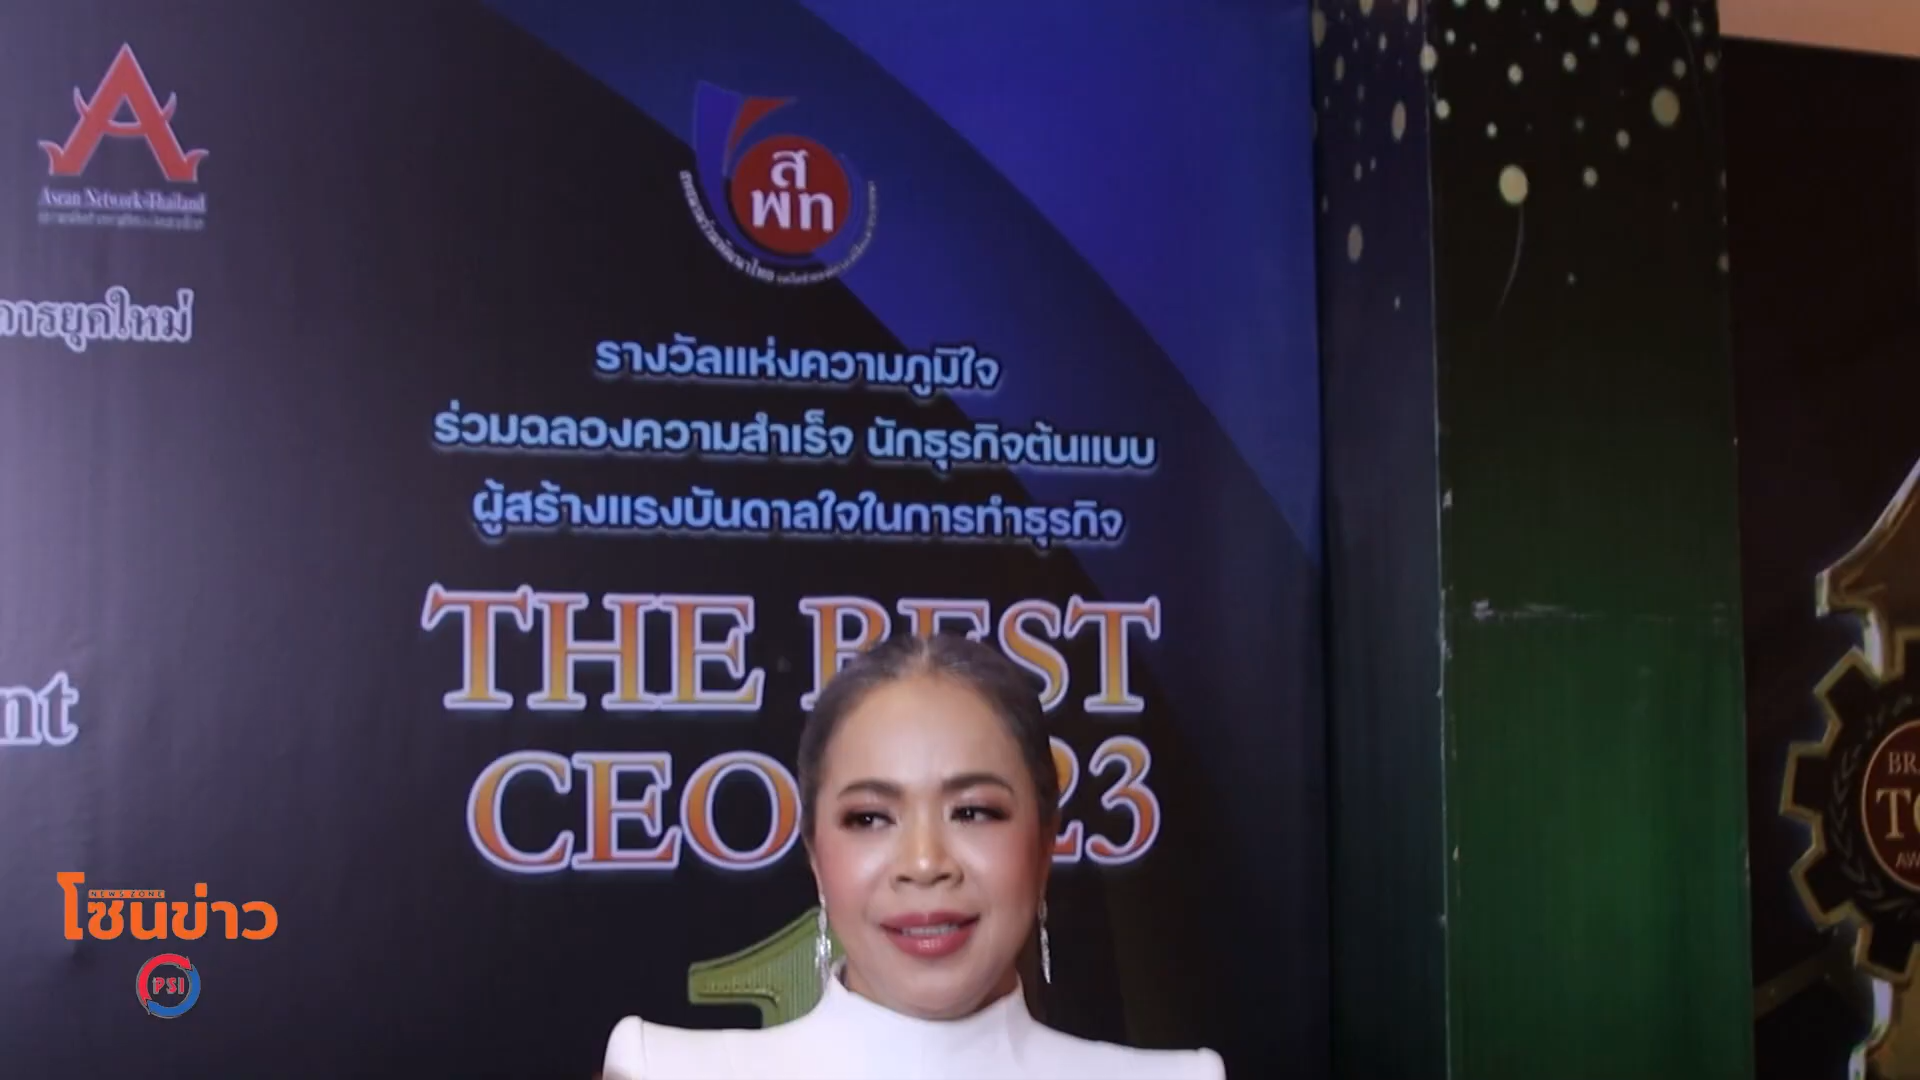 Asean Network-Thailand
การยุคใหม่
nt
ส
พท
รางวัลแห่งความภูมิใจ
ร่วมฉลองความสำเร็จ นักธุรกิจต้นแบบ
ผู้สร้างแรงบันดาลใจในการทำธุรกิจ
THE BEST
CEO 23
NEWS ZONE
โซนข่าว
PSI